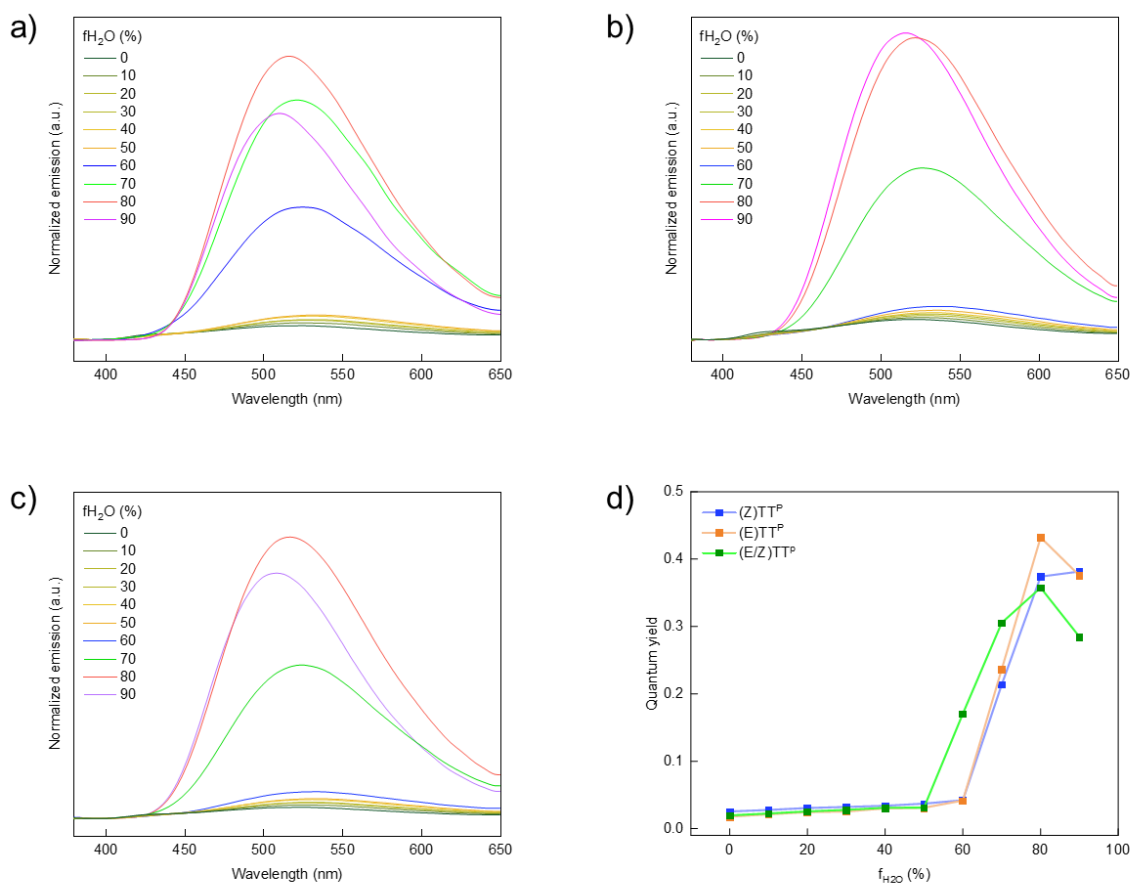 a)
fH₂O (%)
0
10
20
30
40
50
60
70
80
90
Normalized emission (a.u.)
400 450 500 550 600 650
Wavelength (nm)
b)
fH₂O (%)
0
10
20
30
40
50
60
70
80
90
Normalized emission (a.u.)
400 450 500 550 600 650
Wavelength (nm)
c)
fH₂O (%)
0
10
20
30
40
50
60
70
80
90
Normalized emission (a.u.)
400 450 500 550 600 650
Wavelength (nm)
d)
(Z)TTᴾ
(E)TTᴾ
(E/Z)TTᵖ
0.5
0.4
0.3
0.2
0.1
0.0
Quantum yield
0 20 40 60 80 100
f_H2O (%)